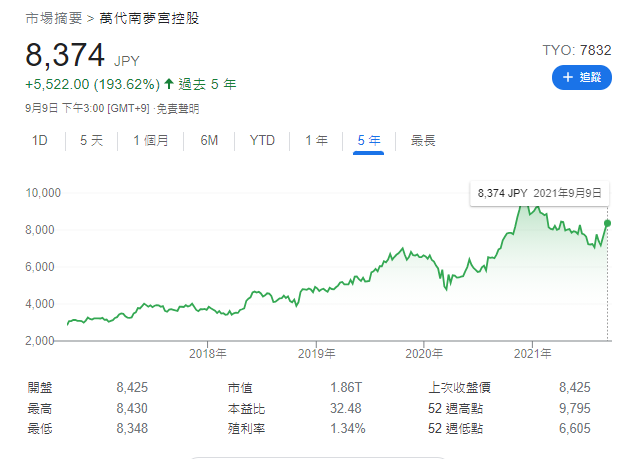 市場摘要 > 萬代南夢宮控股
8,374 JPY
TYO: 7832
+5,522.00 (193.62%) 過去 5 年
+ 追蹤
9月9日 下午3:00 [GMT+9] · 免責聲明
1D 5 天 1 個月 6M YTD 1 年 5 年 最長
8,374 JPY 2021年9月9日
10,000
8,000
6,000
4,000
2,000
2018年 2019年 2020年 2021年
開盤 8,425 市值 1.86T 上次收盤價 8,425
最高 8,430 本益比 32.48 52 週高點 9,795
最低 8,348 殖利率 1.34% 52 週低點 6,605